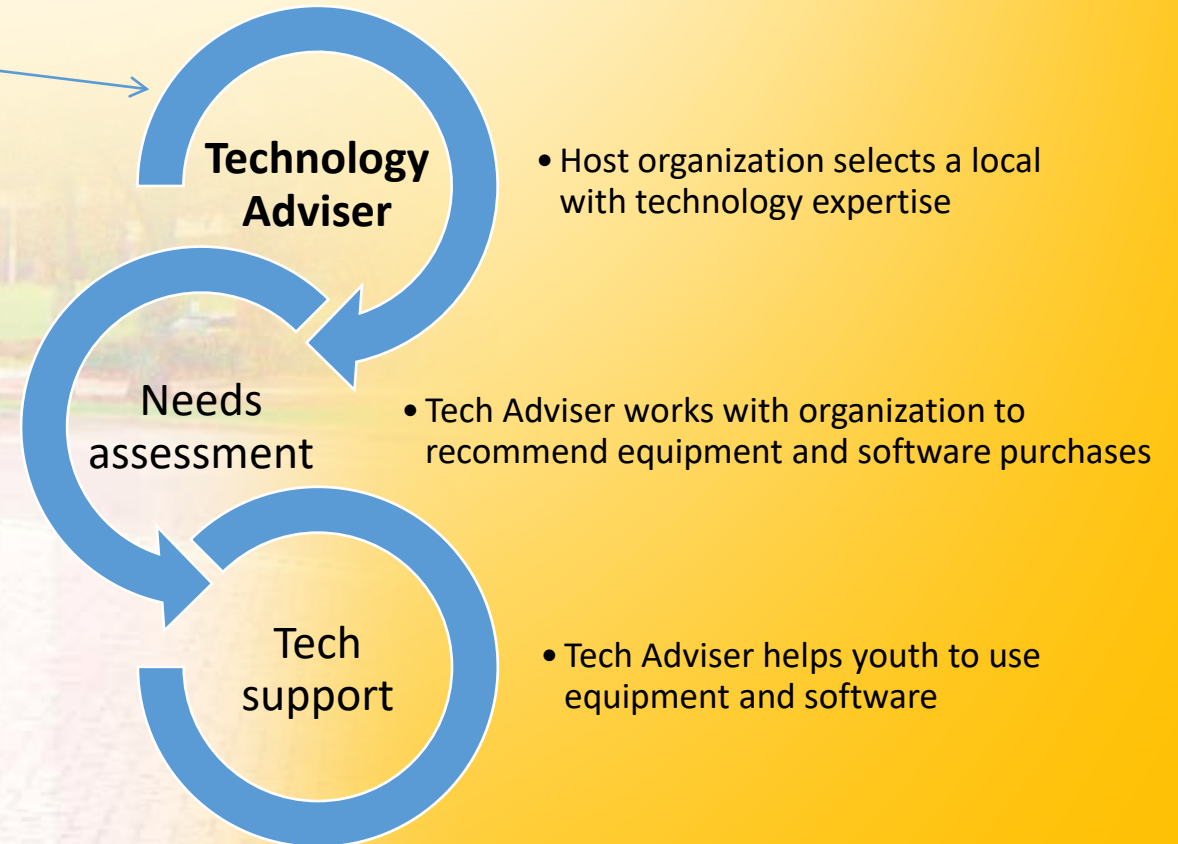 Technology
Adviser
• Host organization selects a local
with technology expertise
Needs
assessment
• Tech Adviser works with organization to
recommend equipment and software purchases
Tech
support
• Tech Adviser helps youth to use
equipment and software